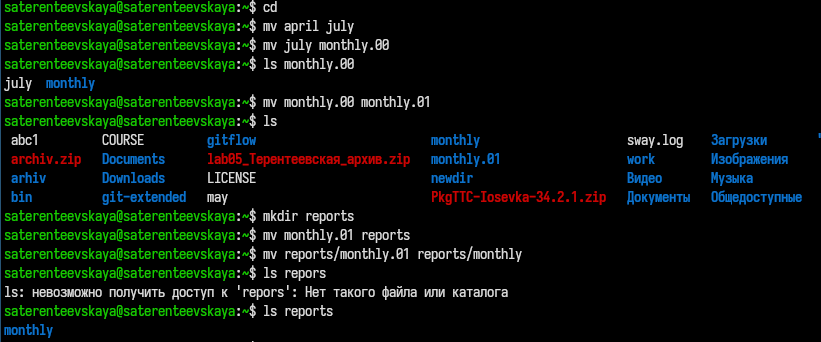 saterenteevskaya@saterenteevskaya:~$ cd
saterenteevskaya@saterenteevskaya:~$ mv april july
saterenteevskaya@saterenteevskaya:~$ mv july monthly.00
saterenteevskaya@saterenteevskaya:~$ ls monthly.00
july  monthly
saterenteevskaya@saterenteevskaya:~$ mv monthly.00 monthly.01
saterenteevskaya@saterenteevskaya:~$ ls
abc1  COURSE  gitflow  monthly  sway.log  Загрузки  '
archiv.zip  Documents  lab05_Терентеевская_архив.zip  monthly.01  work  Изображения
arhiv  Downloads  LICENSE  newdir  Видео  Музыка
bin  git-extended  may  PkgTTC-Iosevka-34.2.1.zip  Документы  Общедоступные
saterenteevskaya@saterenteevskaya:~$ mkdir reports
saterenteevskaya@saterenteevskaya:~$ mv monthly.01 reports
saterenteevskaya@saterenteevskaya:~$ mv reports/monthly.01 reports/monthly
saterenteevskaya@saterenteevskaya:~$ ls repors
ls: невозможно получить доступ к 'repors': Нет такого файла или каталога
saterenteevskaya@saterenteevskaya:~$ ls reports
monthly